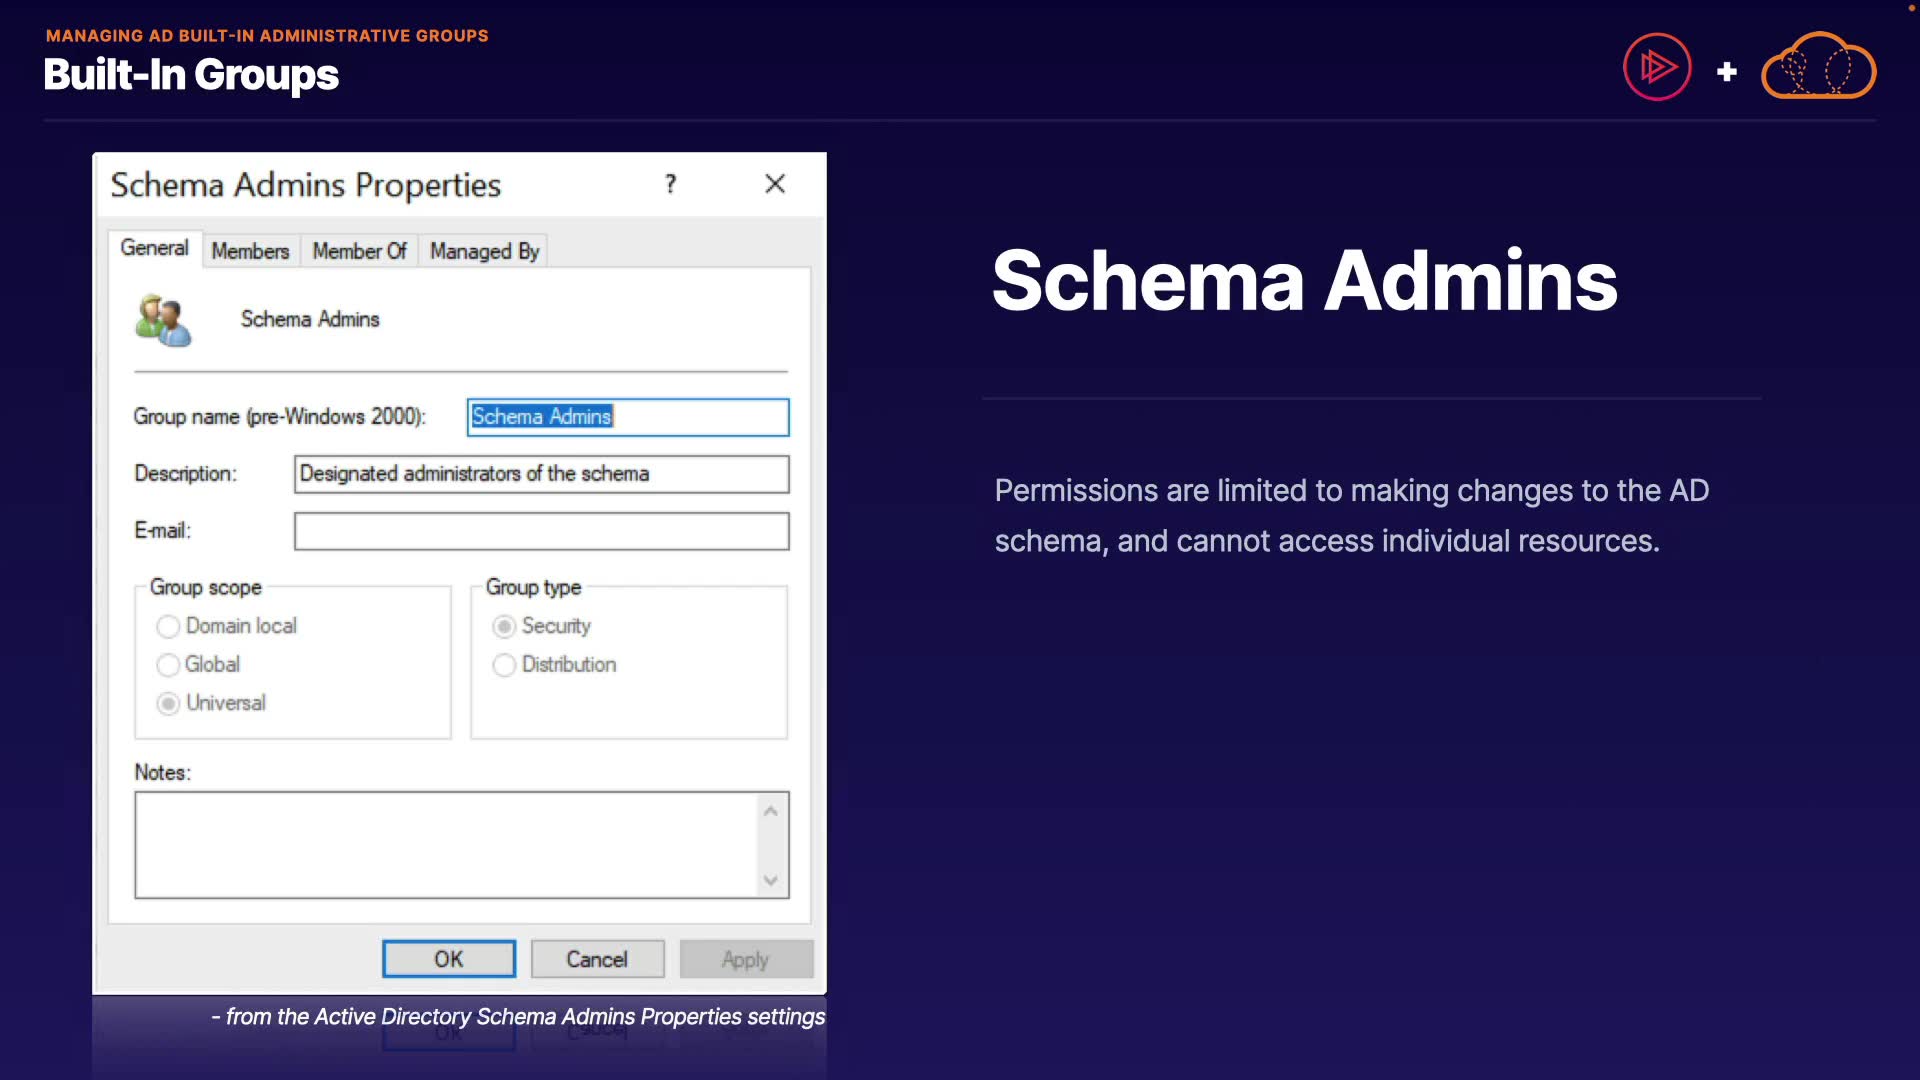 MANAGING AD BUILT-IN ADMINISTRATIVE GROUPS
Built-In Groups
Schema Admins Properties
?
General
Members
Member Of
Managed By
Schema Admins
Group name (pre-Windows 2000):
Schema Admins
Description:
Designated administrators of the schema
E-mail:
Group scope
Domain local
Global
Universal
Group type
Security
Distribution
Notes:
OK
Cancel
Apply
- from the Active Directory Schema Admins Properties settings
Schema Admins
Permissions are limited to making changes to the AD
schema, and cannot access individual resources.